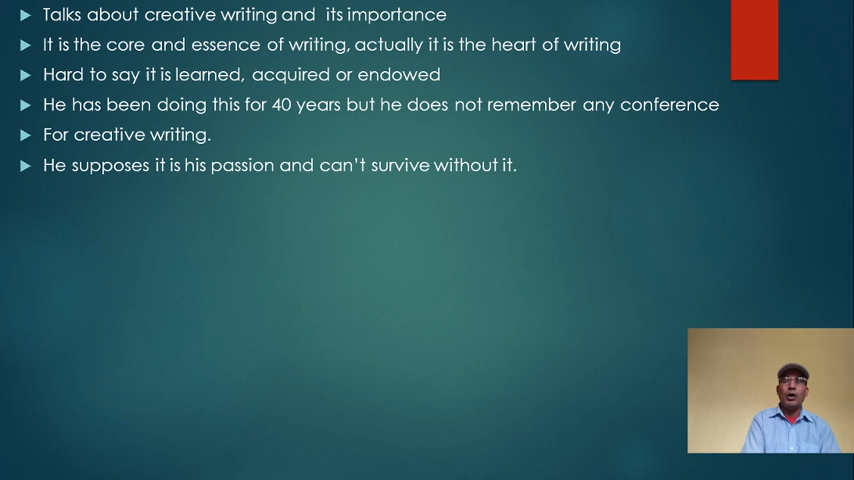 Talks about creative writing and its importance
It is the core and essence of writing, actually it is the heart of writing
Hard to say it is learned, acquired or endowed
He has been doing this for 40 years but he does not remember any conference
For creative writing.
He supposes it is his passion and can't survive without it.